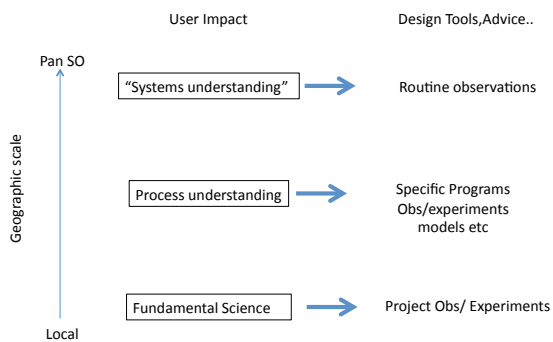 User Impact
Design Tools,Advice..
Pan SO
“Systems understanding”
Routine observations
Geographic scale
Process understanding
Specific Programs
Obs/experiments
models etc
Fundamental Science
Project Obs/ Experiments
Local